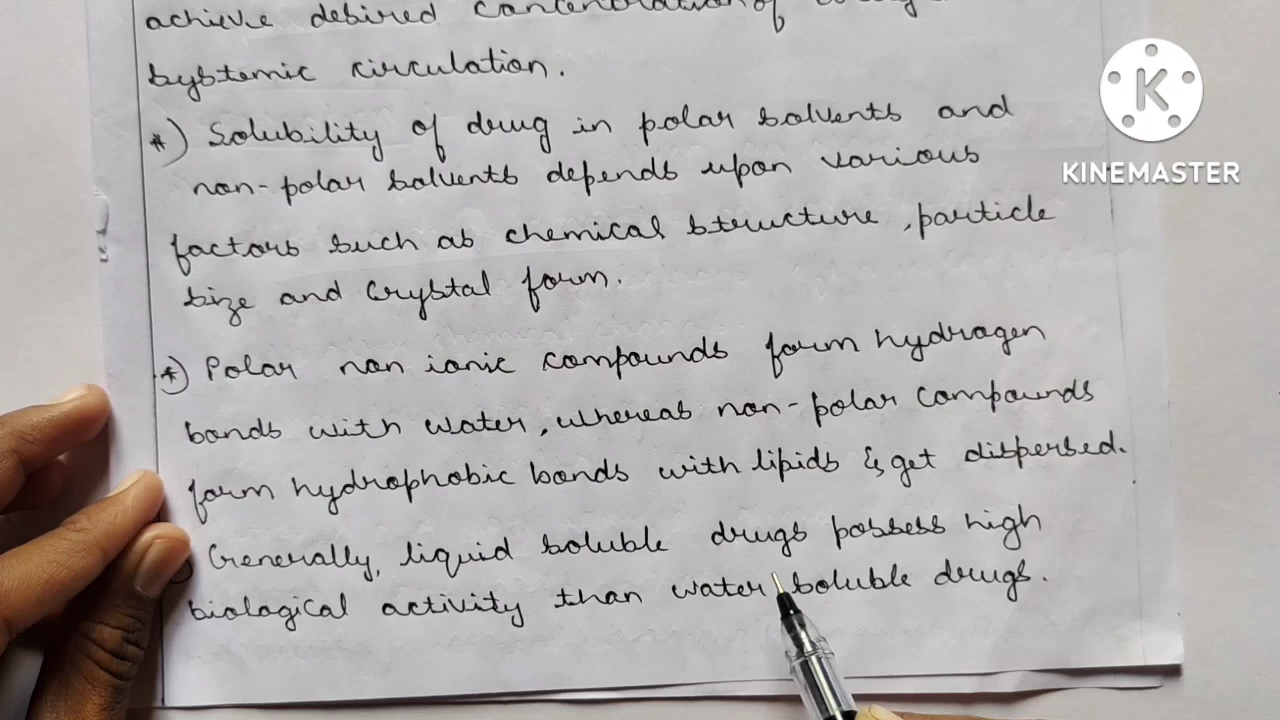 achieve desired concentration of
systemic circulation.
*) Solubility of drug in polar solvents and
non-polar solvents depends upon various
factors such as chemical structure, particle
size and crystal form.
*) Polar non ionic compounds form hydrogen
bonds with water, whereas non-polar compounds
form hydrophobic bonds with lipids & get dispersed.
Generally, liquid soluble drugs possess high
biological activity than water soluble drugs.
K
KINEMASTER